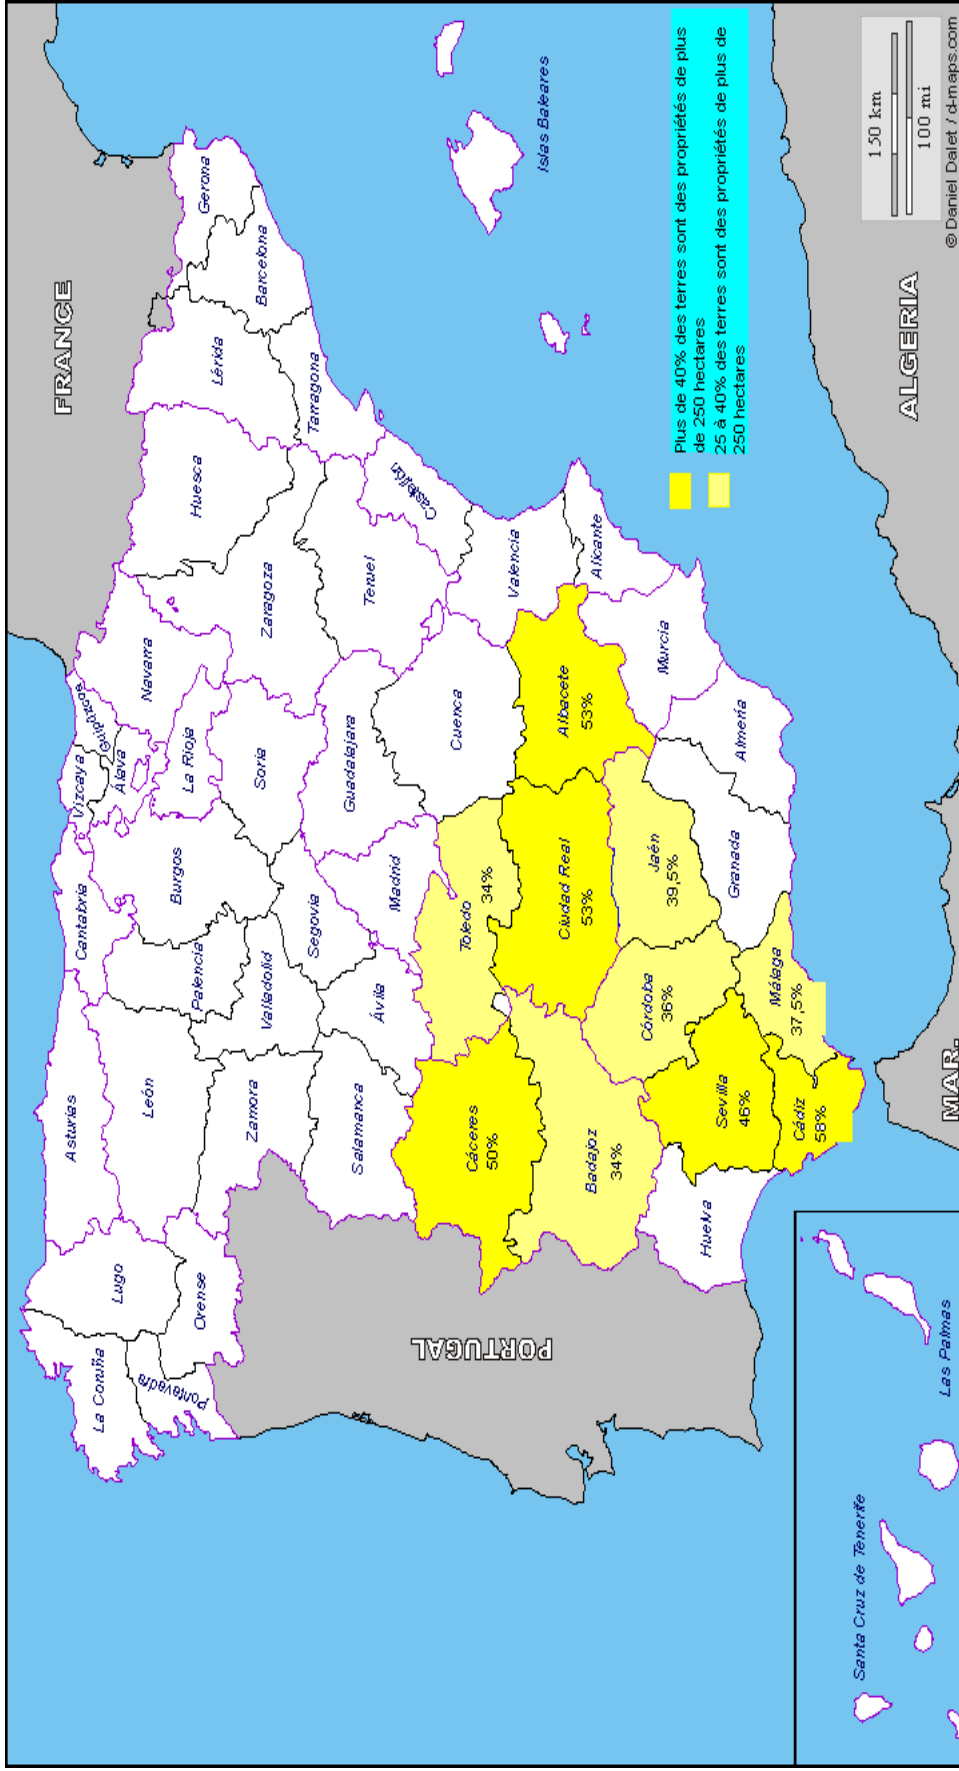 FRANCE
Asturias
Cantabria
Vizcaya
Guipúzcoa
Álava
Navarra
La Coruña
Lugo
León
Palencia
Burgos
La Rioja
Huesca
Lérida
Gerona
Barcelona
Pontevedra
Orense
Zamora
Valladolid
Soria
Zaragoza
Tarragona
Salamanca
Ávila
Segovia
Madrid
Guadalajara
Teruel
Castellón
Islas Baleares
PORTUGAL
Cáceres
50%
Toledo
34%
Cuenca
Valencia
Badajoz
34%
Ciudad Real
53%
Albacete
53%
Alicante
Huelva
Sevilla
46%
Córdoba
36%
Jaén
39,5%
Murcia
Cádiz
58%
Málaga
37,5%
Granada
Almería
Plus de 40% des terres sont des propriétés de plus
de 250 hectares
25 à 40% des terres sont des propriétés de plus de
250 hectares
ALGERIA
MAR.
Santa Cruz de Tenerife
Las Palmas
150 km
100 mi
© Daniel Dalet / d-maps.com